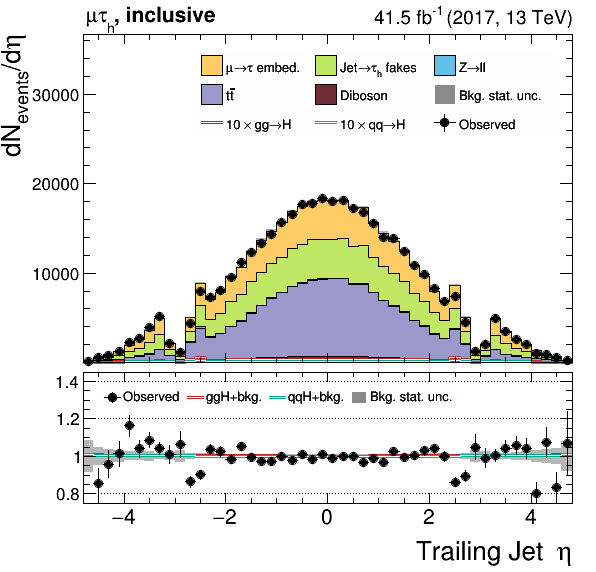 μτₕ, inclusive
41.5 fb⁻¹ (2017, 13 TeV)
dN_events/dη
μ→τ embed.
Jet→τₕ fakes
Z→ll
tt̄
Diboson
Bkg. stat. unc.
10 × gg→H
10 × qq→H
Observed
30000
20000
10000
Observed
ggH+bkg.
qqH+bkg.
Bkg. stat. unc.
1.4
1.2
1
0.8
−4 −2 0 2 4
Trailing Jet η